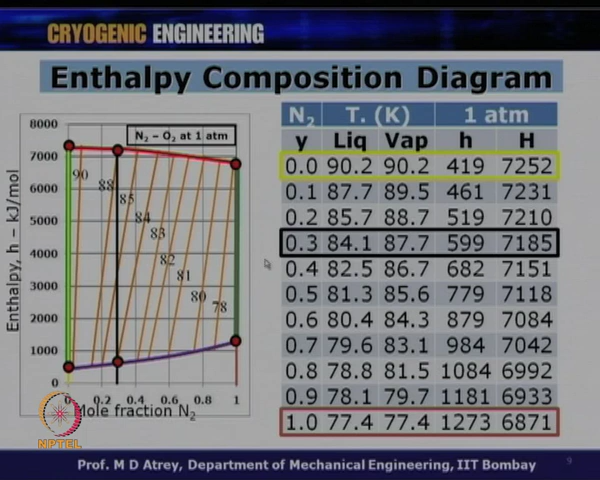 CRYOGENIC ENGINEERING
Enthalpy Composition Diagram
N₂ – O₂ at 1 atm
Enthalpy, h – kJ/mol
8000
7000
6000
5000
4000
3000
2000
1000
0
90
88
85
84
83
82
81
80
78
0 0.2 0.4 0.6 0.8 1
Mole fraction N₂
N₂ T. (K) 1 atm
y Liq Vap h H
0.0 90.2 90.2 419 7252
0.1 87.7 89.5 461 7231
0.2 85.7 88.7 519 7210
0.3 84.1 87.7 599 7185
0.4 82.5 86.7 682 7151
0.5 81.3 85.6 779 7118
0.6 80.4 84.3 879 7084
0.7 79.6 83.1 984 7042
0.8 78.8 81.5 1084 6992
0.9 78.1 79.7 1181 6933
1.0 77.4 77.4 1273 6871
NPTEL
Prof. M D Atrey, Department of Mechanical Engineering, IIT Bombay
9